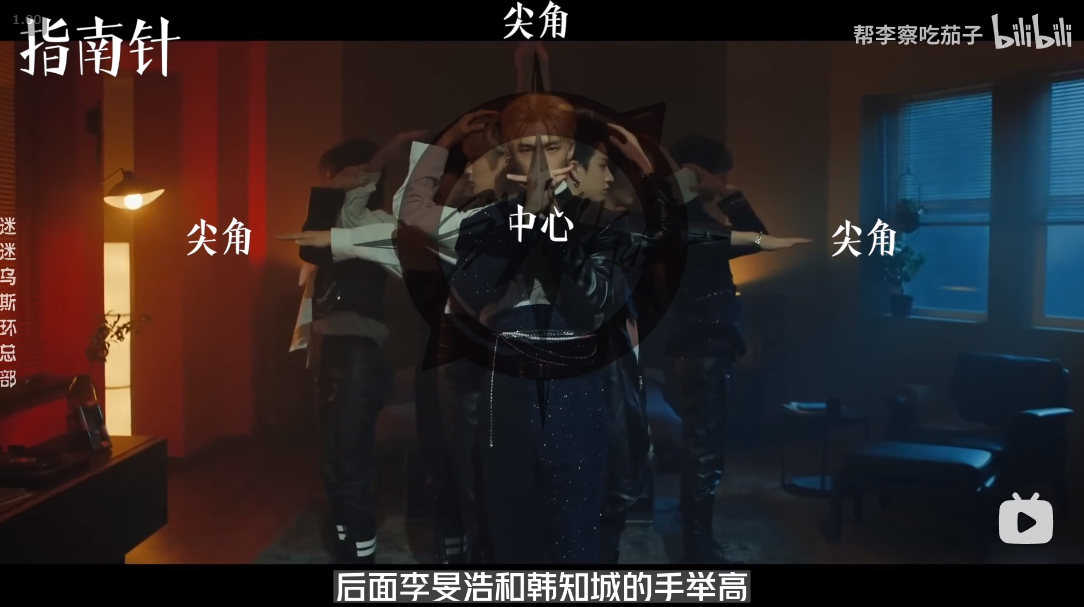 1.00
指南针
尖角
帮李察吃茄子 bilibili
尖角
中心
尖角
迷迷乌斯环总部
后面李旻浩和韩知城的手举高